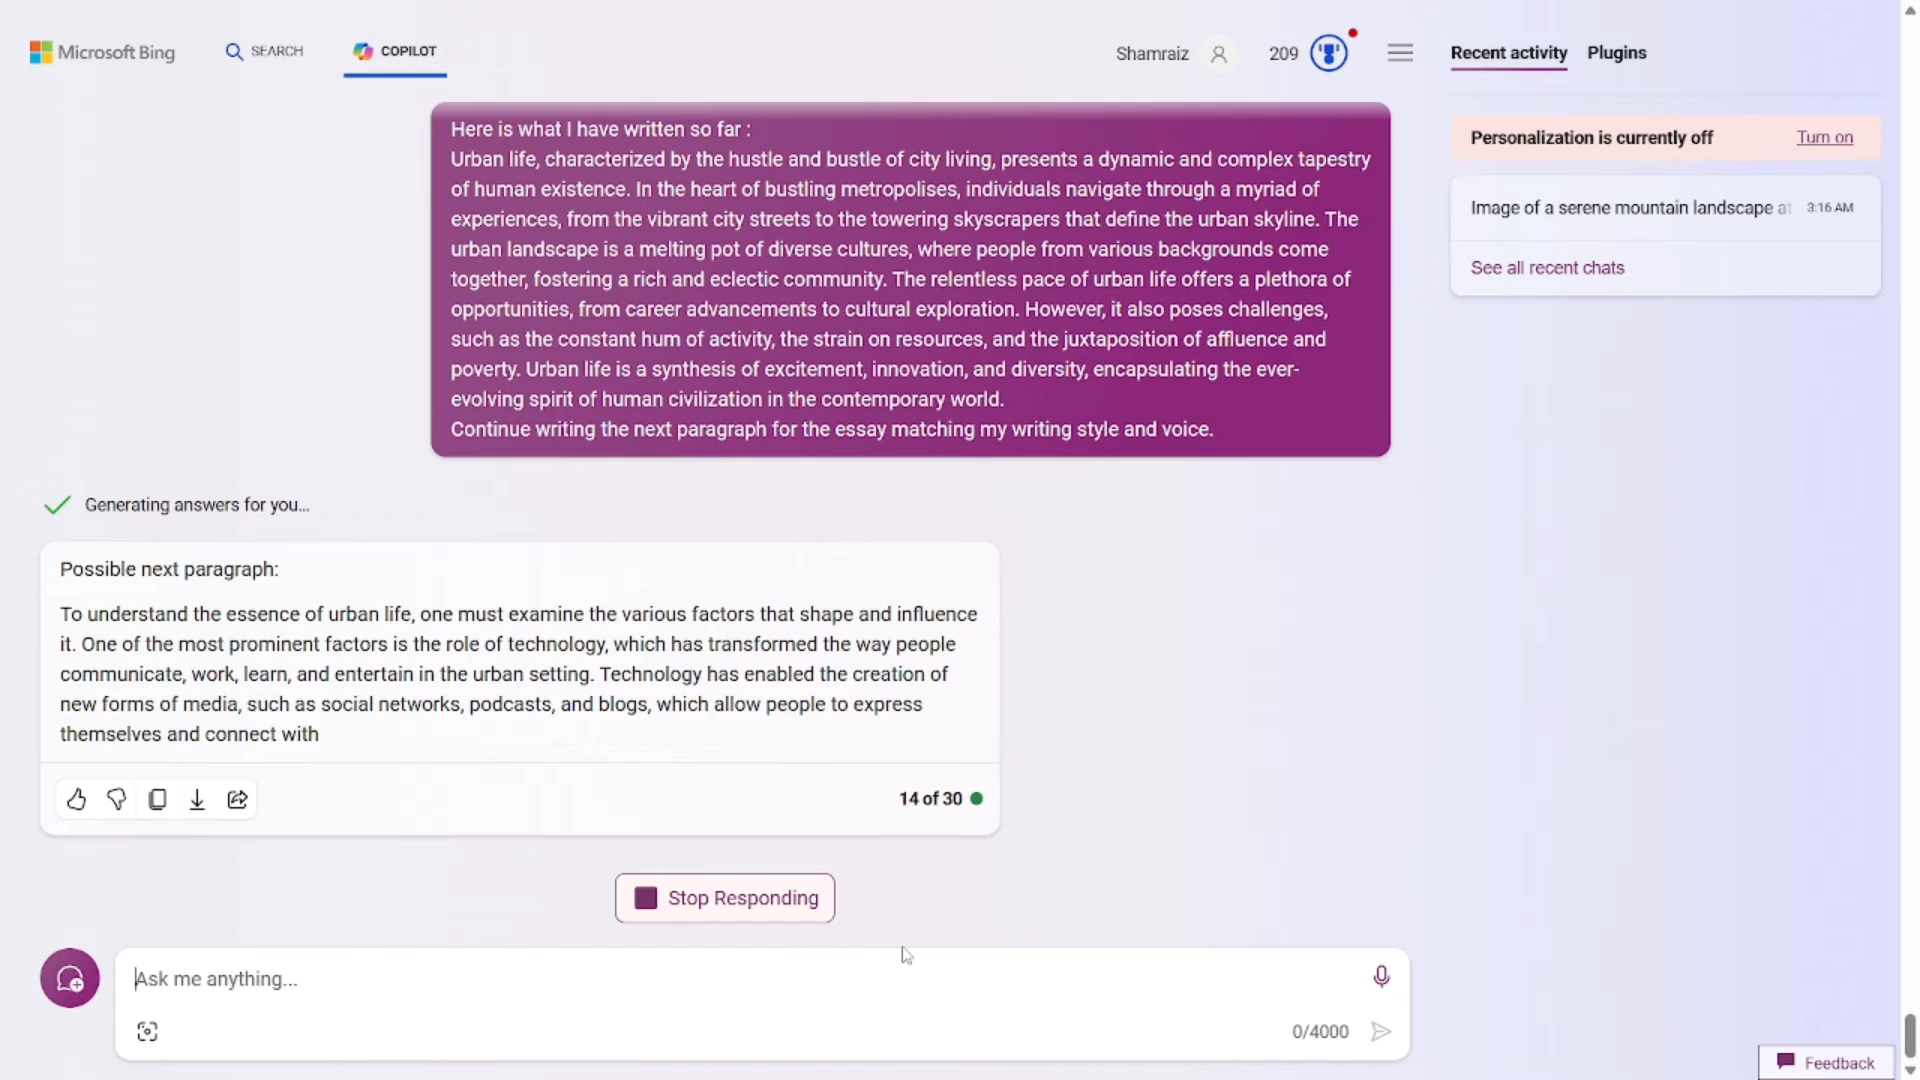 Microsoft Bing
SEARCH
COPILOT
Shamraiz
209
Recent activity
Plugins
Here is what I have written so far :
Urban life, characterized by the hustle and bustle of city living, presents a dynamic and complex tapestry
of human existence. In the heart of bustling metropolises, individuals navigate through a myriad of
experiences, from the vibrant city streets to the towering skyscrapers that define the urban skyline. The
urban landscape is a melting pot of diverse cultures, where people from various backgrounds come
together, fostering a rich and eclectic community. The relentless pace of urban life offers a plethora of
opportunities, from career advancements to cultural exploration. However, it also poses challenges,
such as the constant hum of activity, the strain on resources, and the juxtaposition of affluence and
poverty. Urban life is a synthesis of excitement, innovation, and diversity, encapsulating the ever-
evolving spirit of human civilization in the contemporary world.
Continue writing the next paragraph for the essay matching my writing style and voice.
Personalization is currently off
Turn on
Image of a serene mountain landscape at
3:16 AM
See all recent chats
Generating answers for you...
Possible next paragraph:
To understand the essence of urban life, one must examine the various factors that shape and influence
it. One of the most prominent factors is the role of technology, which has transformed the way people
communicate, work, learn, and entertain in the urban setting. Technology has enabled the creation of
new forms of media, such as social networks, podcasts, and blogs, which allow people to express
themselves and connect with
14 of 30
Stop Responding
Ask me anything...
0/4000
Feedback